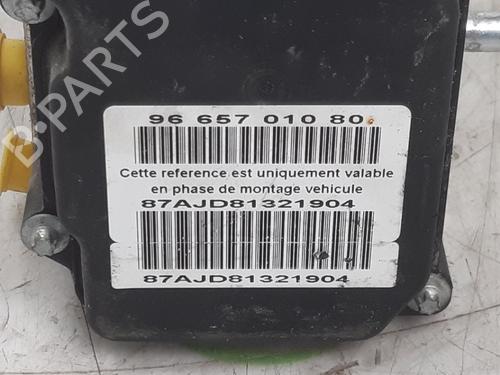 B-PARTS
96 657 010 80
Cette reference est uniquement valable
en phase de montage vehicule
87AJD81321904
87AJD81321904